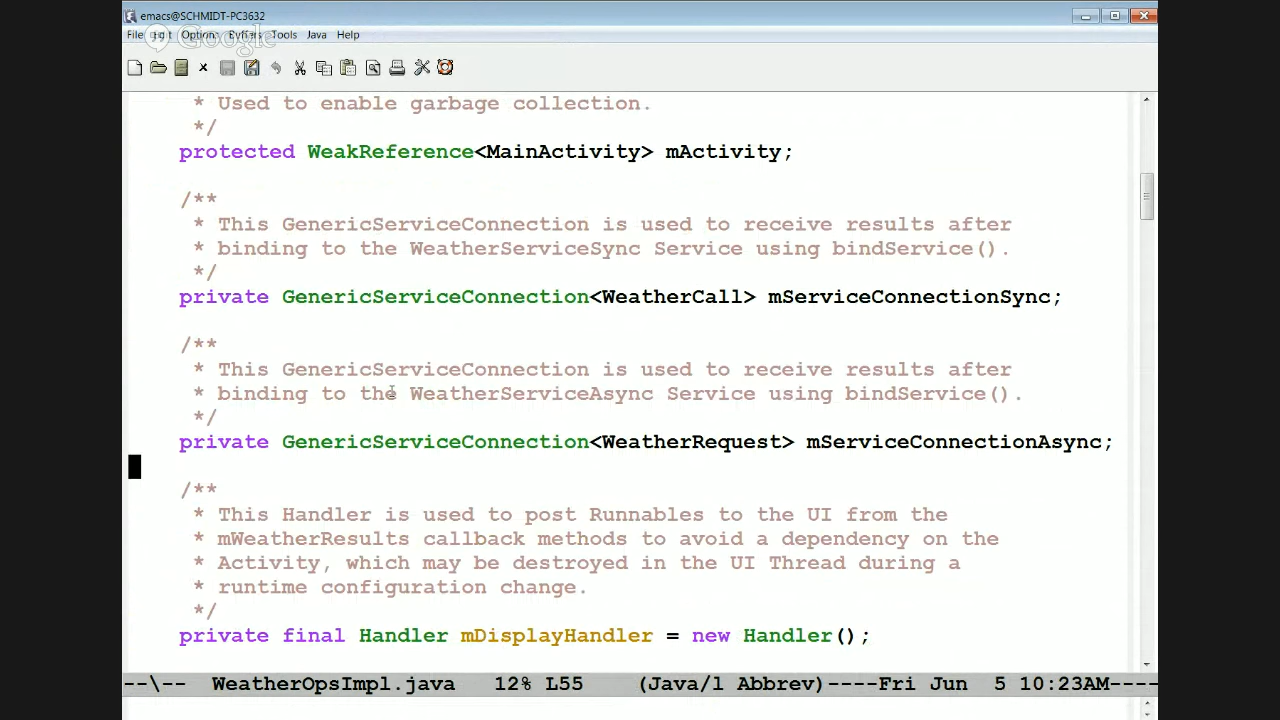 emacs@SCHMIDT-PC3632
File Edit Options Buffers Tools Java Help
Google
* Used to enable garbage collection.
*/
protected WeakReference<MainActivity> mActivity;
/**
* This GenericServiceConnection is used to receive results after
* binding to the WeatherServiceSync Service using bindService().
*/
private GenericServiceConnection<WeatherCall> mServiceConnectionSync;
/**
* This GenericServiceConnection is used to receive results after
* binding to the WeatherServiceAsync Service using bindService().
*/
private GenericServiceConnection<WeatherRequest> mServiceConnectionAsync;
/**
* This Handler is used to post Runnables to the UI from the
* mWeatherResults callback methods to avoid a dependency on the
* Activity, which may be destroyed in the UI Thread during a
* runtime configuration change.
*/
private final Handler mDisplayHandler = new Handler();
--\-- WeatherOpsImpl.java 12% L55 (Java/l Abbrev)----Fri Jun 5 10:23AM----